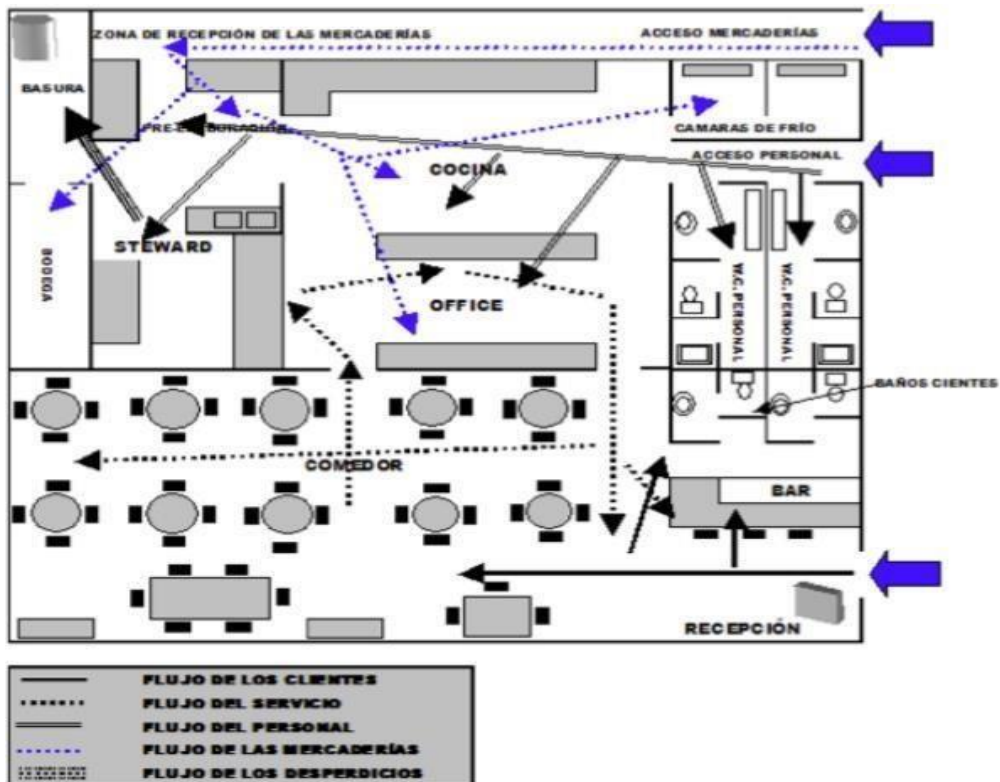 ZONA DE RECEPCIÓN DE LAS MERCADERÍAS
ACCESO MERCADERÍAS
BASURA
PRE-ELABORACIÓN
CAMARAS DE FRÍO
ACCESO PERSONAL
COCINA
STEWARD
BODEGA
W.C. PERSONAL
W.C. PERSONAL
OFFICE
BAÑOS CIENTES
COMEDOR
BAR
RECEPCIÓN
FLUJO DE LOS CLIENTES
FLUJO DEL SERVICIO
FLUJO DEL PERSONAL
FLUJO DE LAS MERCADERÍAS
FLUJO DE LOS DESPERDICIOS